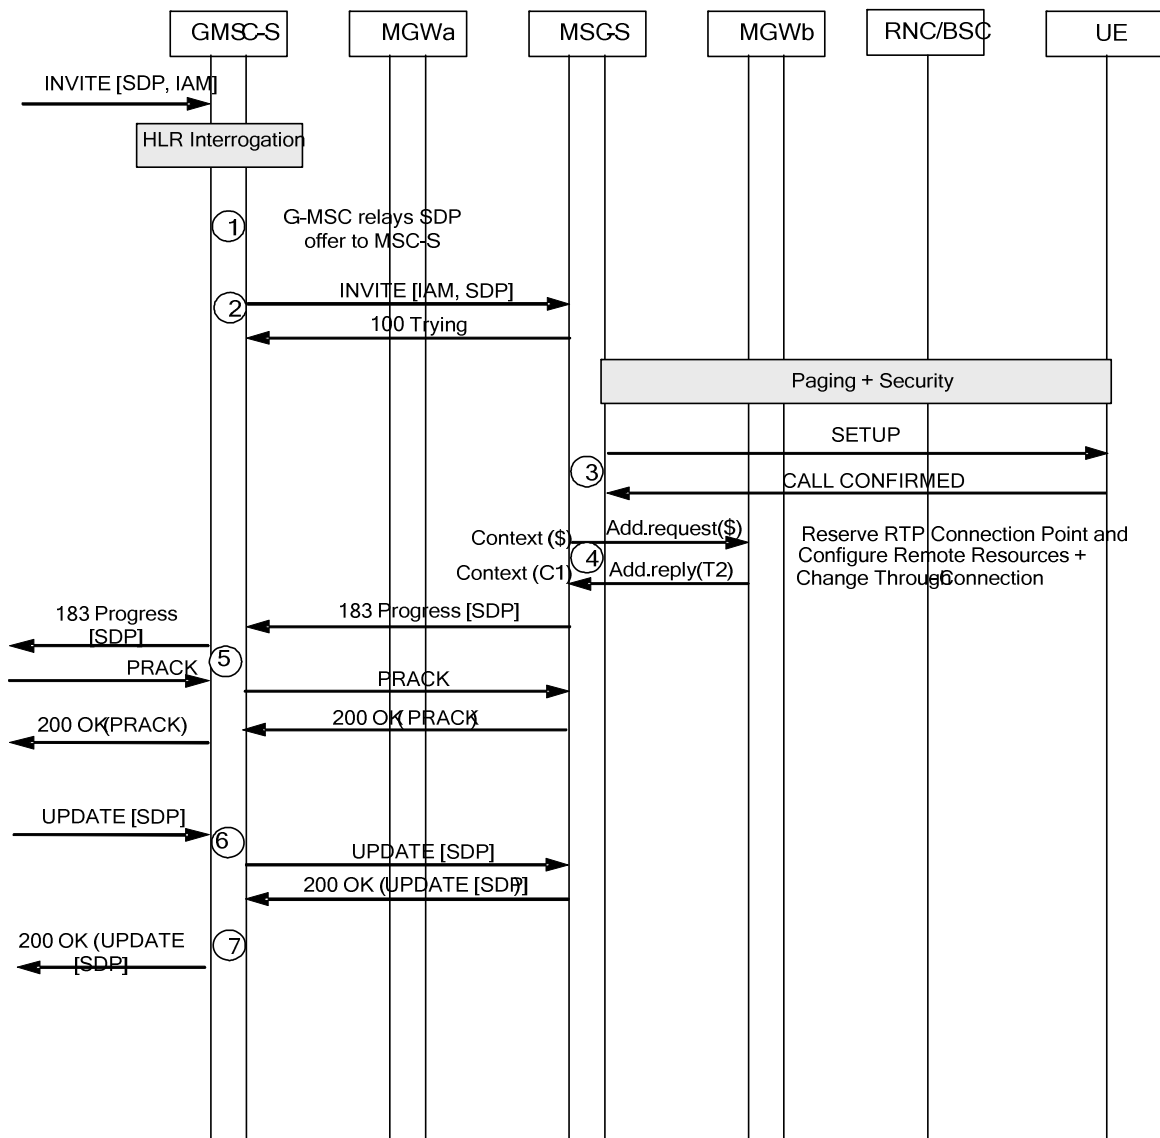 GMSC-S
MGWa
MSC-S
MGWb
RNC/BSC
UE
INVITE [SDP, IAM]
HLR Interrogation
1
G-MSC relays SDP
offer to MSC-S
2
INVITE [IAM, SDP]
100 Trying
Paging + Security
SETUP
3
CALL CONFIRMED
Context ($)
Add.request($)
4
Context (C1)
Add.reply(T2)
Reserve RTP Connection Point and
Configure Remote Resources +
Change Through-Connection
183 Progress [SDP]
183 Progress
[SDP]
5
PRACK
PRACK
200 OK (PRACK)
200 OK (PRACK)
UPDATE [SDP]
6
UPDATE [SDP]
200 OK (UPDATE [SDP])
7
200 OK (UPDATE
[SDP]